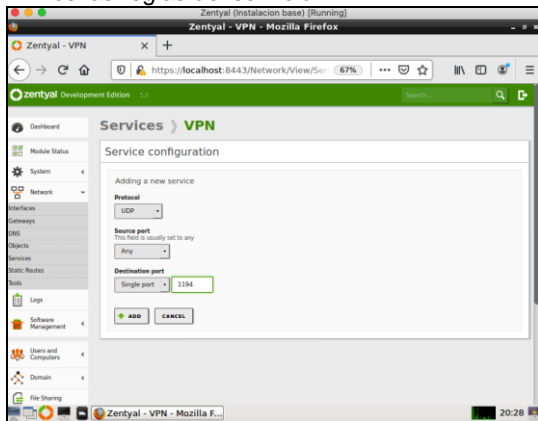 Zentyal (Instalacion base) [Running]
Zentyal - VPN - Mozilla Firefox
Zentyal - VPN
https://localhost:8443/Network/View/Ser
67%
zentyal Development Edition
Search...
Dashboard
Module Status
System
Network
Interfaces
Gateways
DNS
Objects
Services
Static Routes
Tools
Logs
Software Management
Users and Computers
Domain
File Sharing
Services VPN
Service configuration
Adding a new service
Protocol
UDP
Source port
This field is usually set to any
Any
Destination port
Single port
1194
ADD
CANCEL
Zentyal - VPN - Mozilla F...
20:28